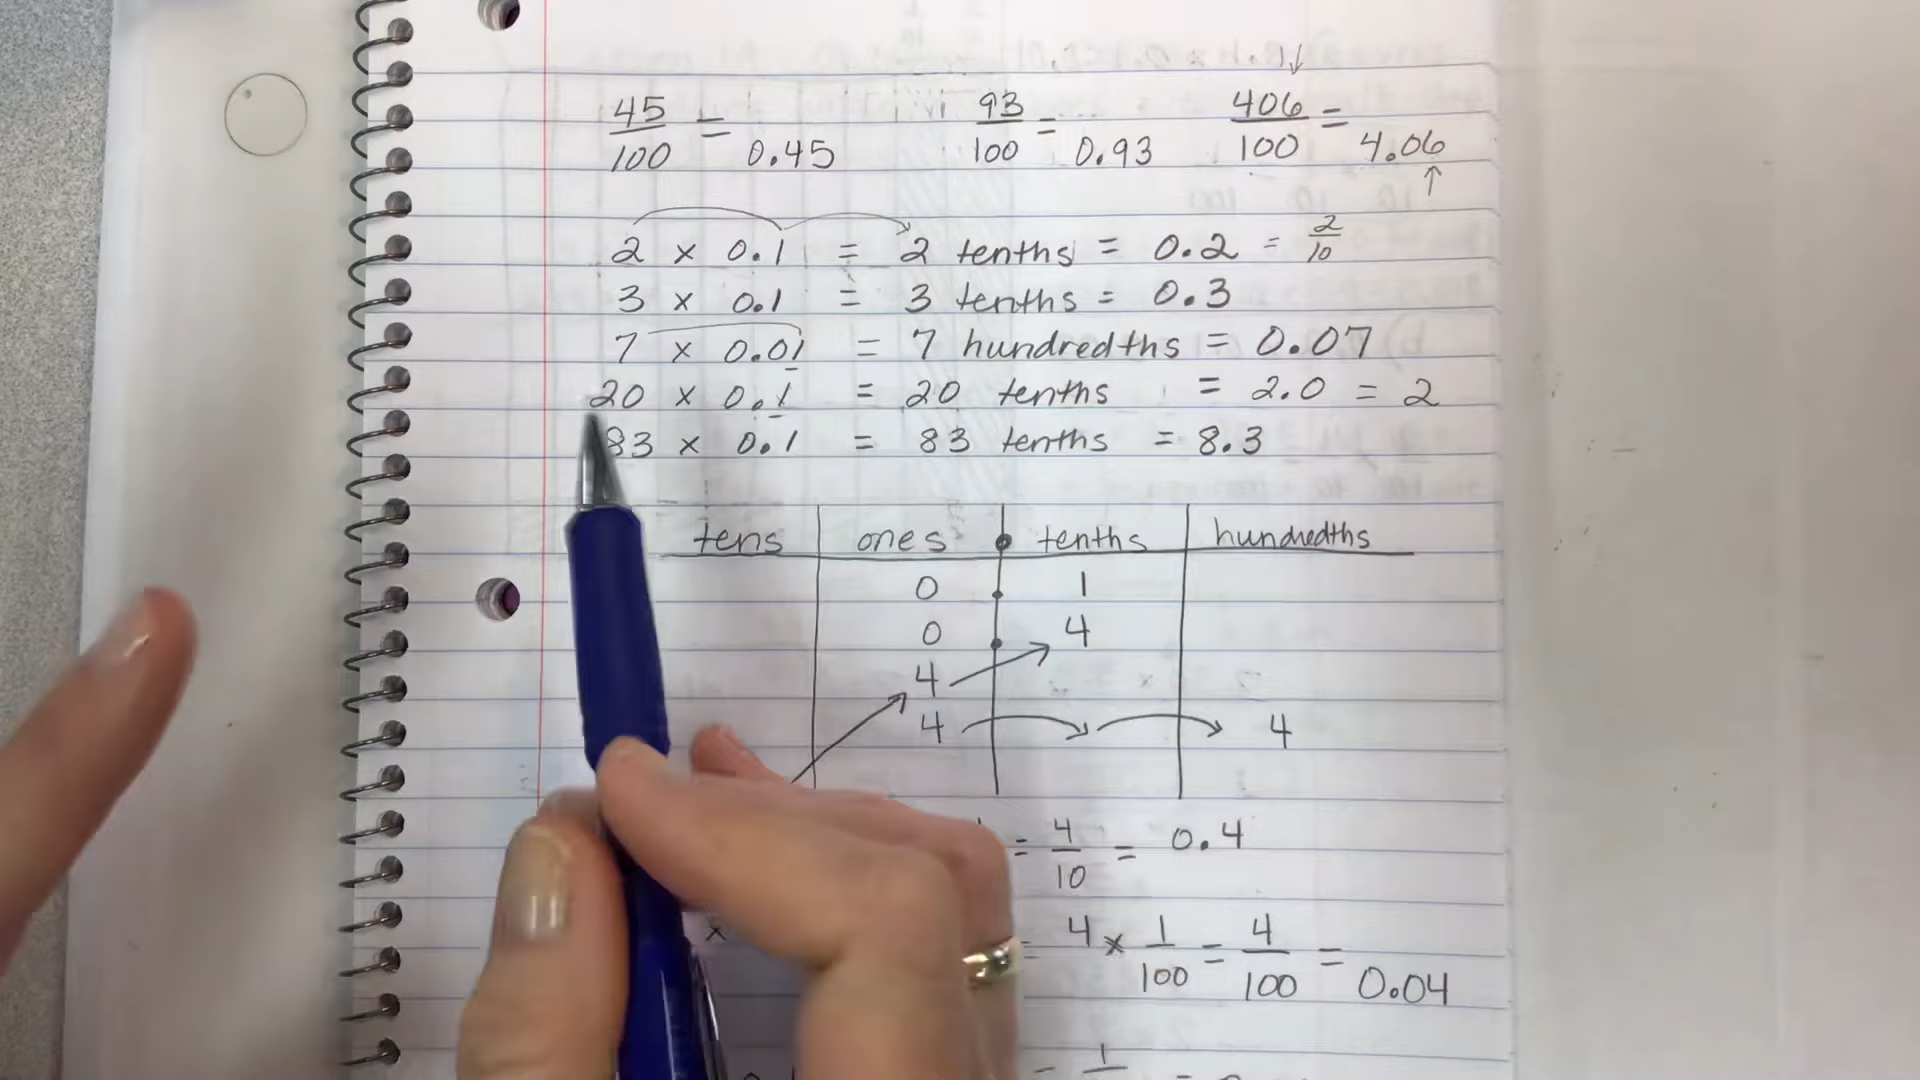 45/100 = 0.45 93/100 = 0.93 406/100 = 4.06
2 x 0.1 = 2 tenths = 0.2 = 2/10
3 x 0.1 = 3 tenths = 0.3
7 x 0.01 = 7 hundredths = 0.07
20 x 0.1 = 20 tenths = 2.0 = 2
83 x 0.1 = 83 tenths = 8.3
tens ones . tenths hundredths
0 . 1
0 . 4
4
4 4
= 4/10 = 0.4
x = 4 x 1/100 = 4/100 = 0.04